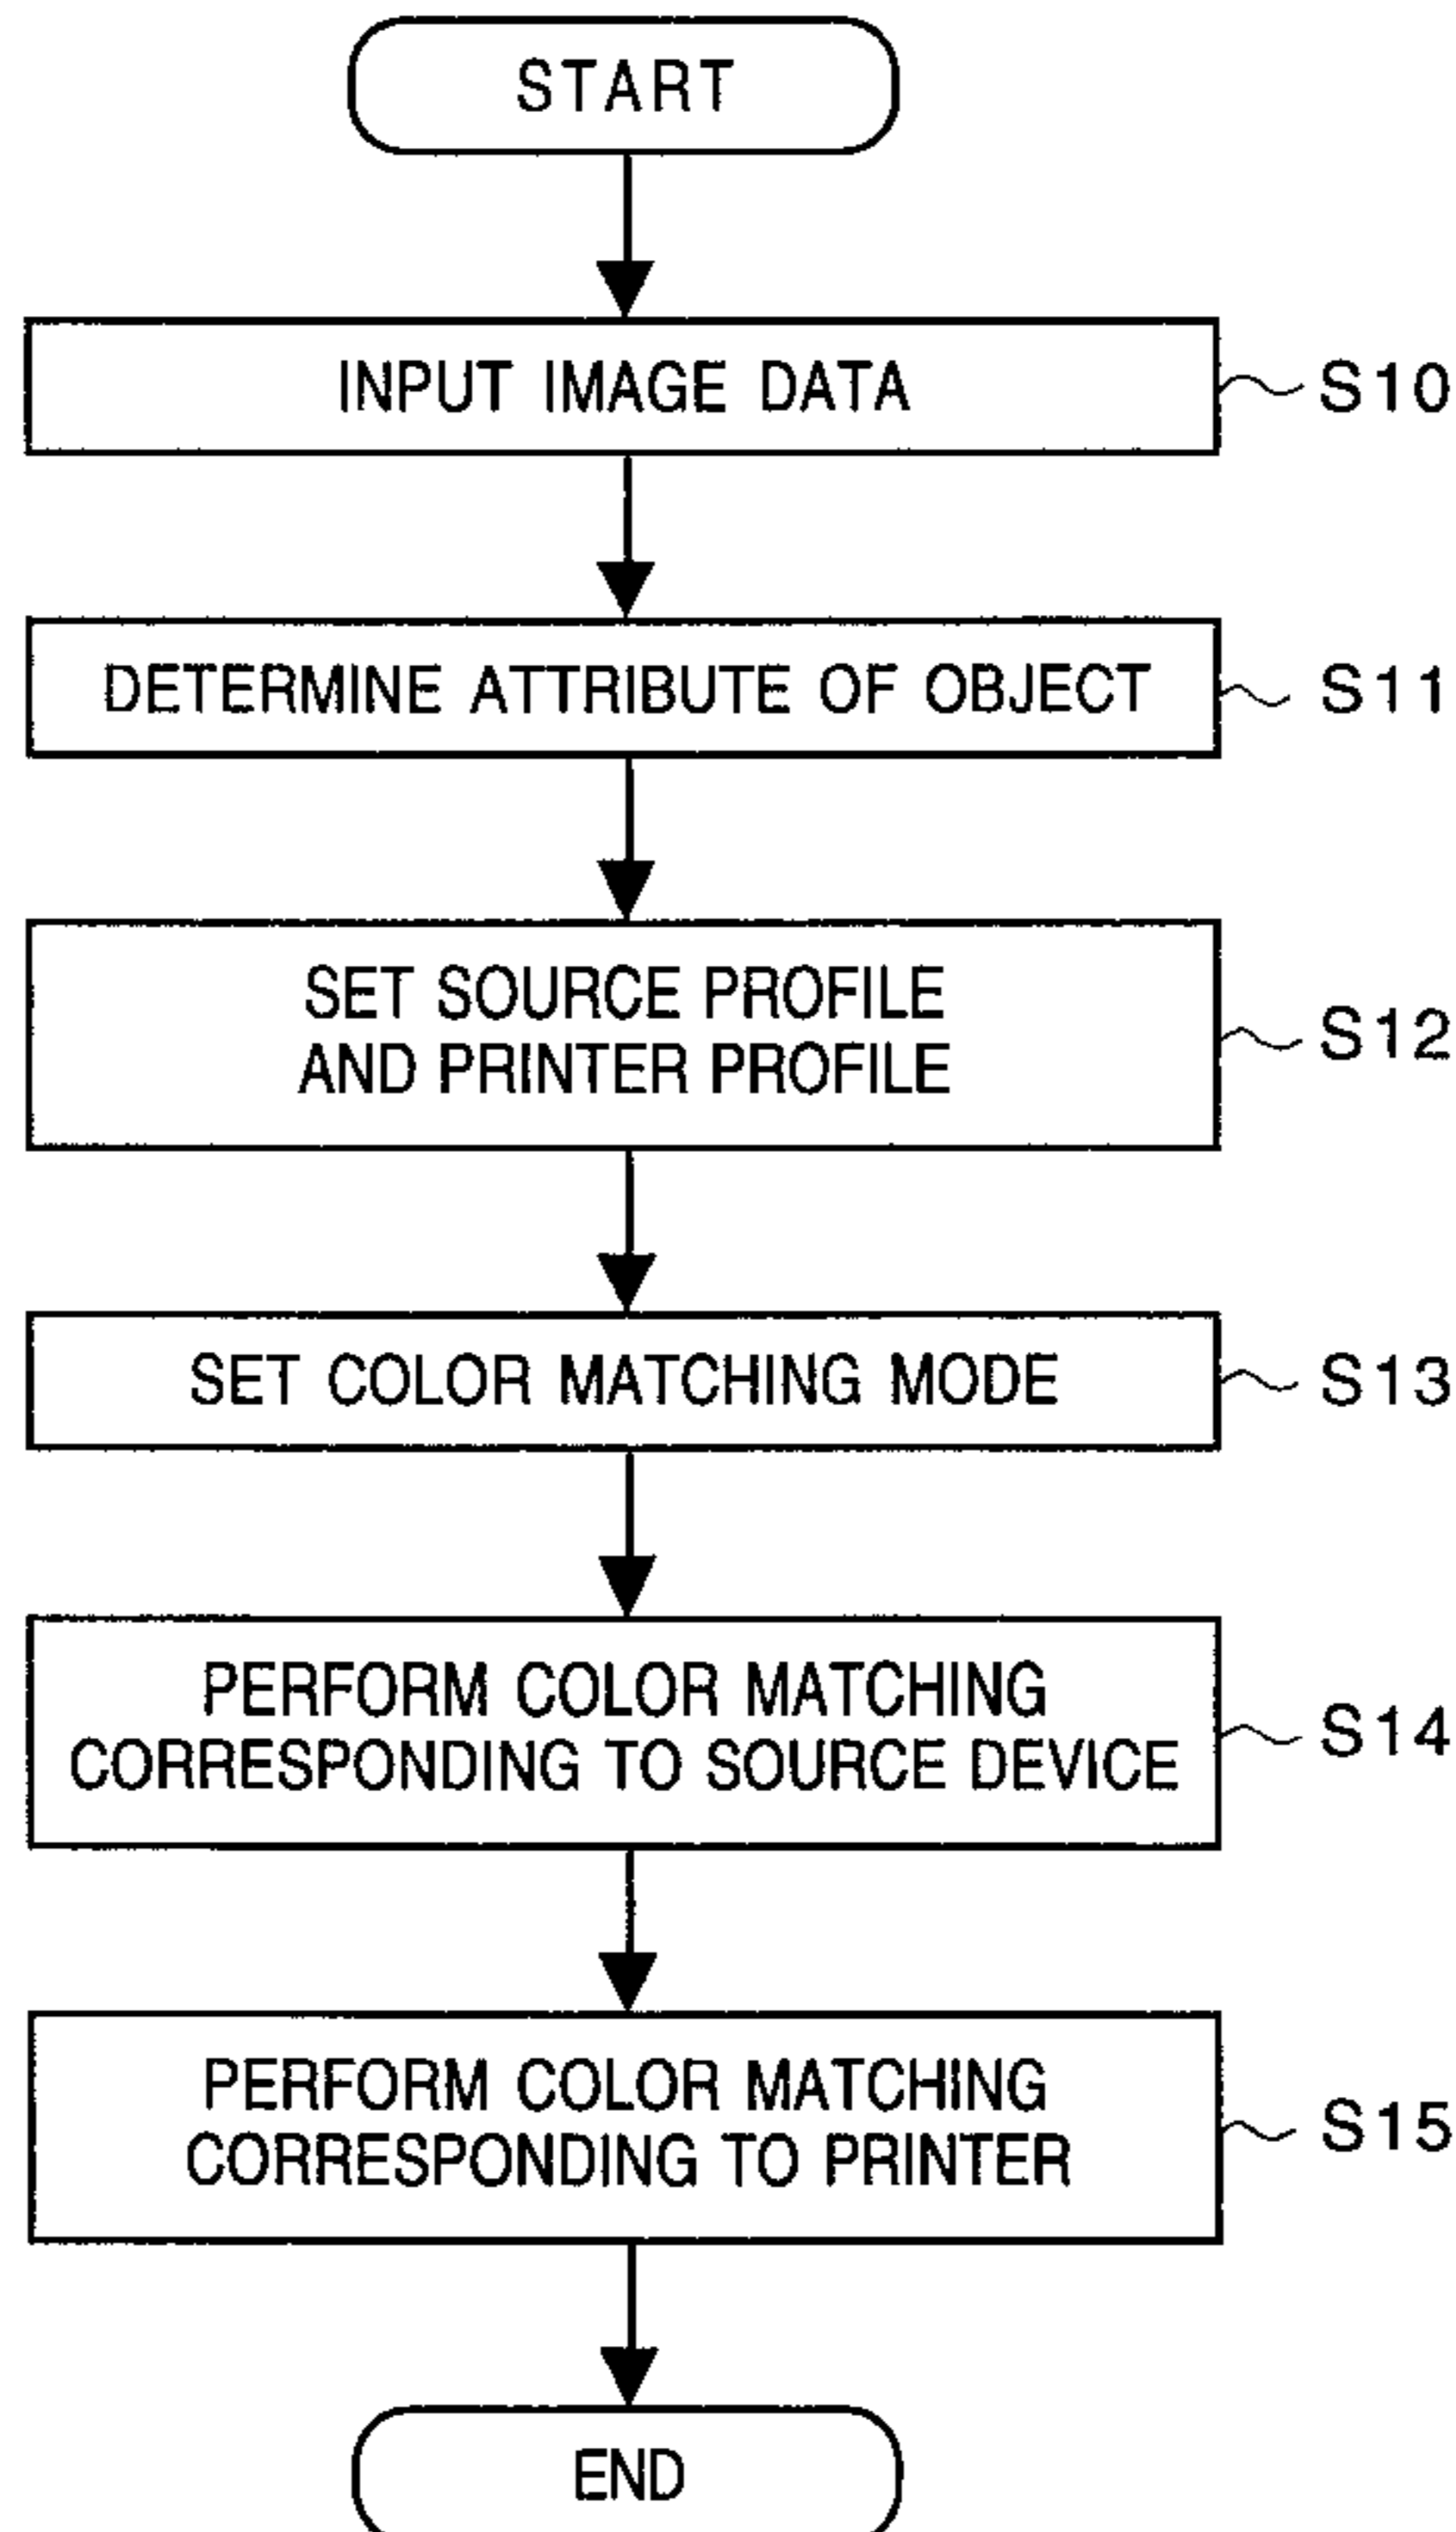 START
INPUT IMAGE DATA
S10
DETERMINE ATTRIBUTE OF OBJECT
S11
SET SOURCE PROFILE
AND PRINTER PROFILE
S12
SET COLOR MATCHING MODE
S13
PERFORM COLOR MATCHING
CORRESPONDING TO SOURCE DEVICE
S14
PERFORM COLOR MATCHING
CORRESPONDING TO PRINTER
S15
END